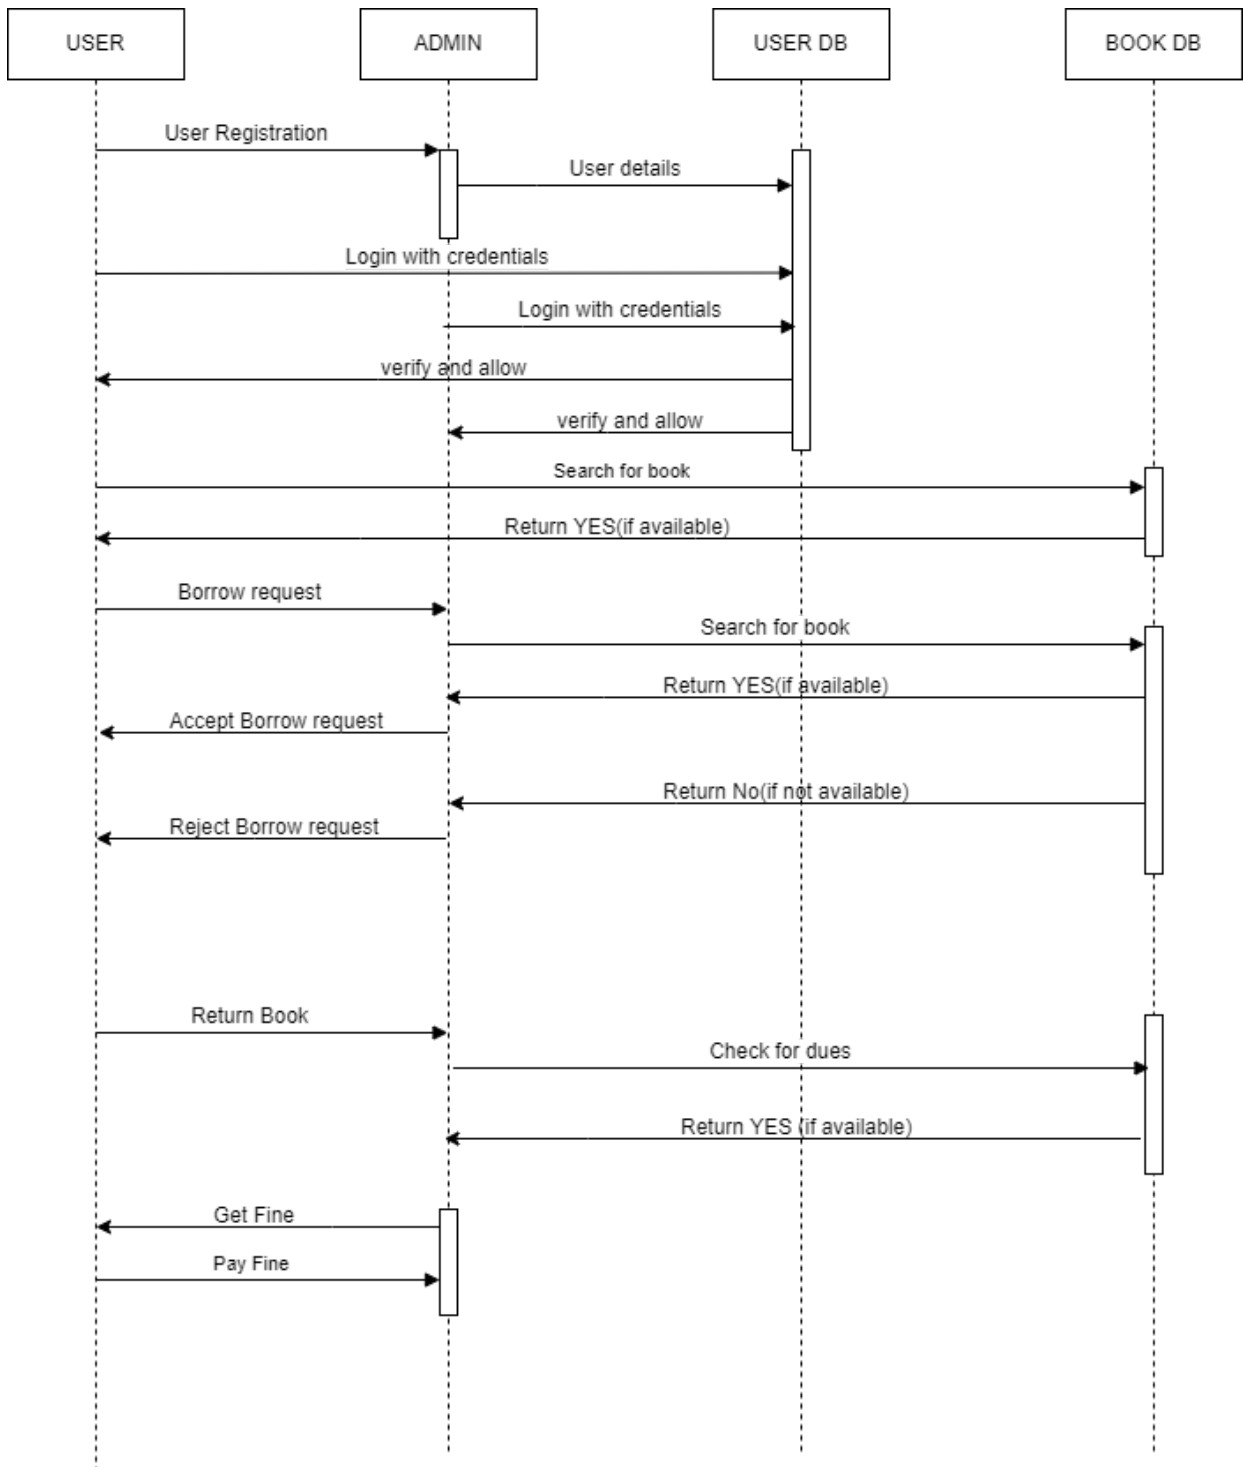 USER
ADMIN
USER DB
BOOK DB
User Registration
User details
Login with credentials
Login with credentials
verify and allow
verify and allow
Search for book
Return YES(if available)
Borrow request
Search for book
Return YES(if available)
Accept Borrow request
Return No(if not available)
Reject Borrow request
Return Book
Check for dues
Return YES (if available)
Get Fine
Pay Fine